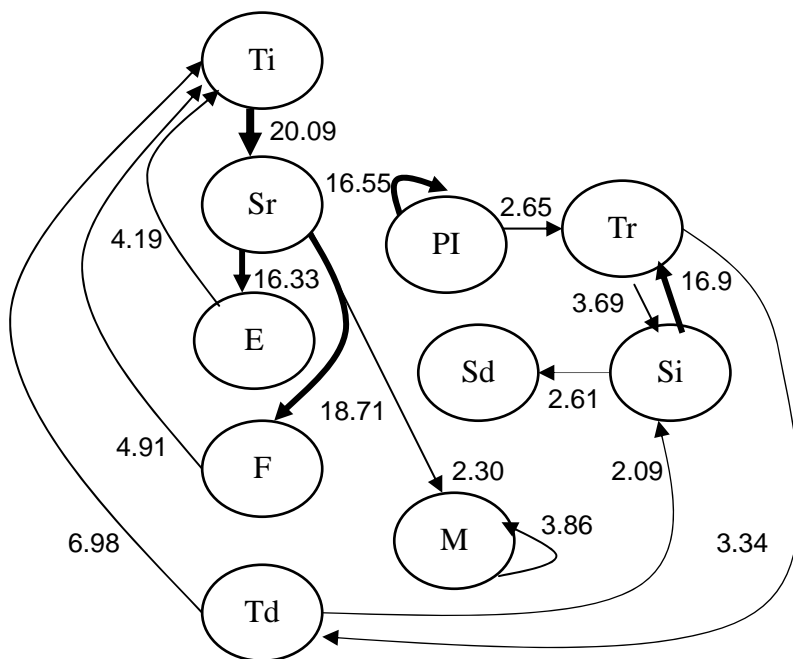 Ti
20.09
Sr
16.55
2.65
Tr
4.19
PI
16.33
3.69
16.9
E
Sd
Si
2.61
18.71
4.91
F
2.30
2.09
M
3.86
6.98
3.34
Td